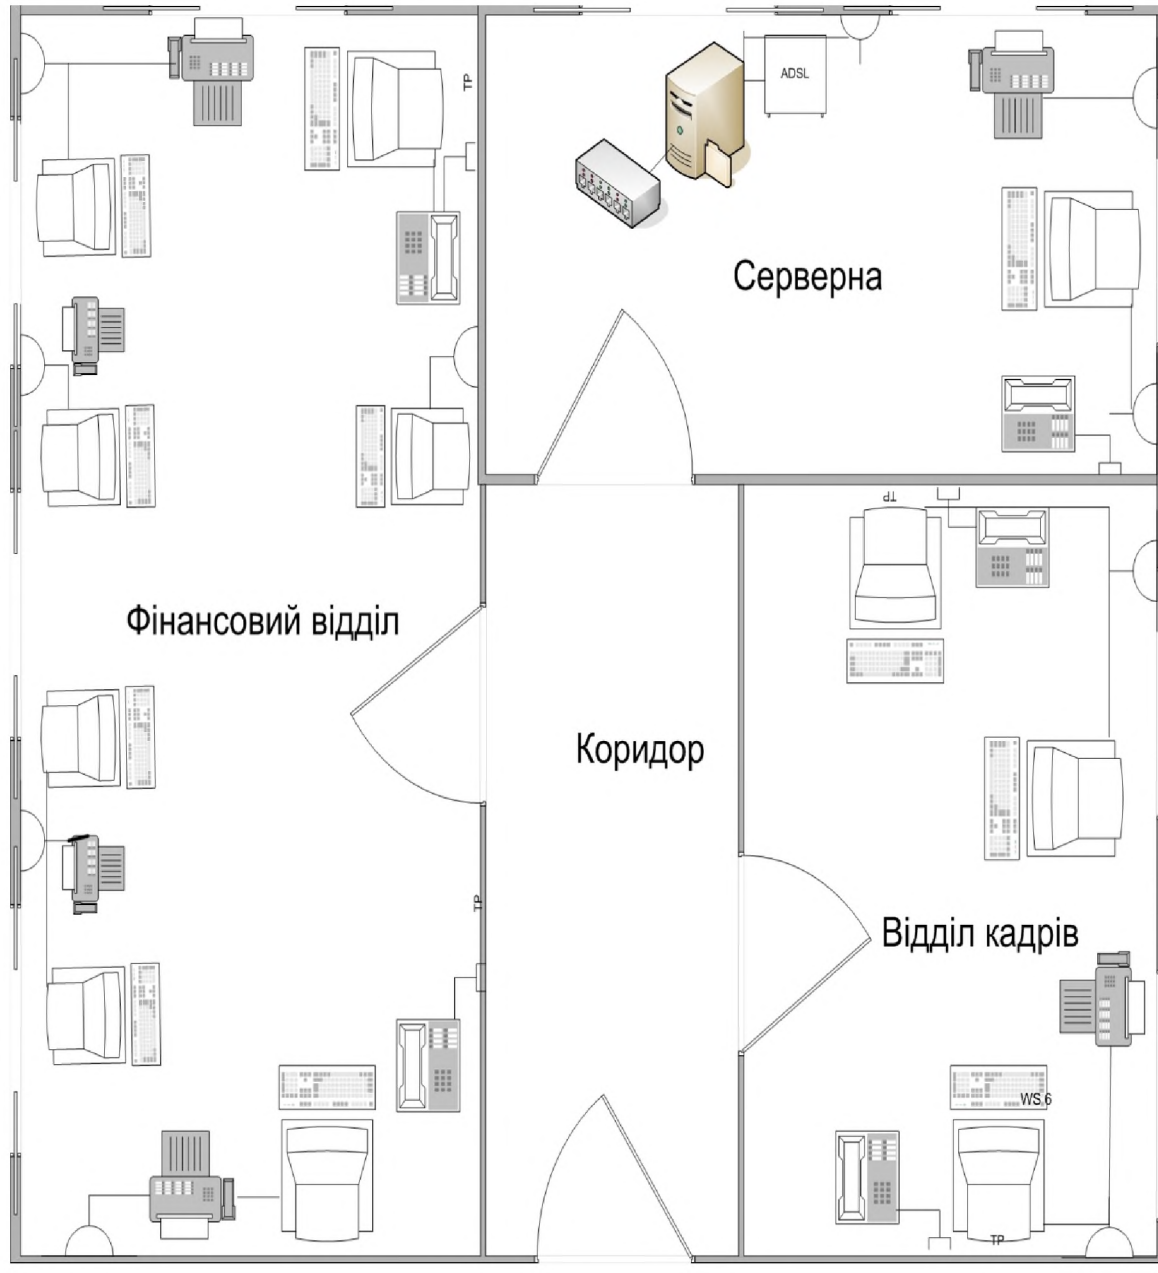 TP
ADSL
Серверна
TP
Фінансовий відділ
Коридор
TP
Відділ кадрів
WS 6
TP